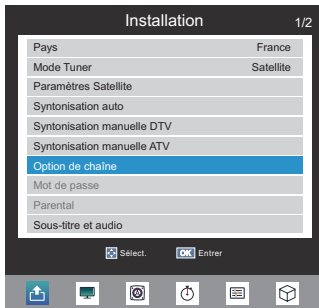 Installation 1/2
Pays France
Mode Tuner Satellite
Paramètres Satellite
Syntonisation auto
Syntonisation manuelle DTV
Syntonisation manuelle ATV
Option de chaîne
Mot de passe
Parental
Sous-titre et audio
Sélect. OK Entrer